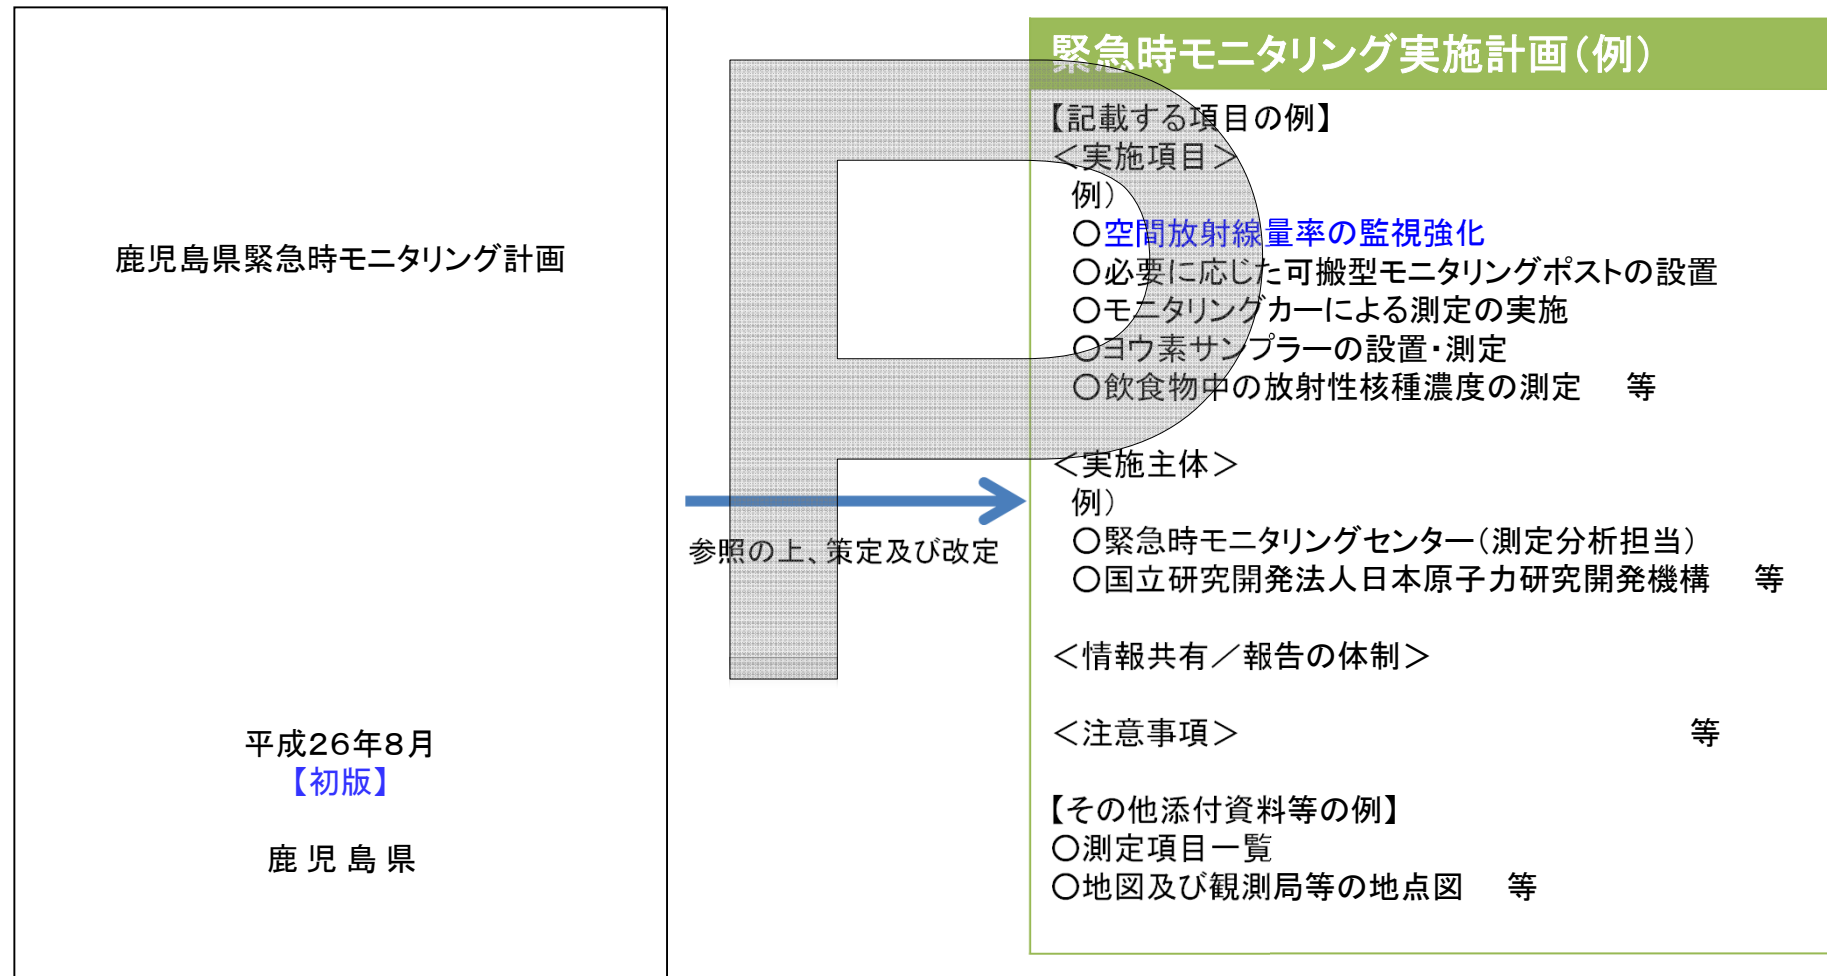 鹿児島県緊急時モニタリング計画
平成26年8月
【初版】
鹿 児 島 県
参照の上、策定及び改定
緊急時モニタリング実施計画(例)
【記載する項目の例】
<実施項目>
例)
○空間放射線量率の監視強化
○必要に応じた可搬型モニタリングポストの設置
○モニタリングカーによる測定の実施
○ヨウ素サンプラーの設置・測定
○飲食物中の放射性核種濃度の測定 等
<実施主体>
例)
○緊急時モニタリングセンター(測定分析担当)
○国立研究開発法人日本原子力研究開発機構 等
<情報共有/報告の体制>
<注意事項> 等
【その他添付資料等の例】
○測定項目一覧
○地図及び観測局等の地点図 等
P